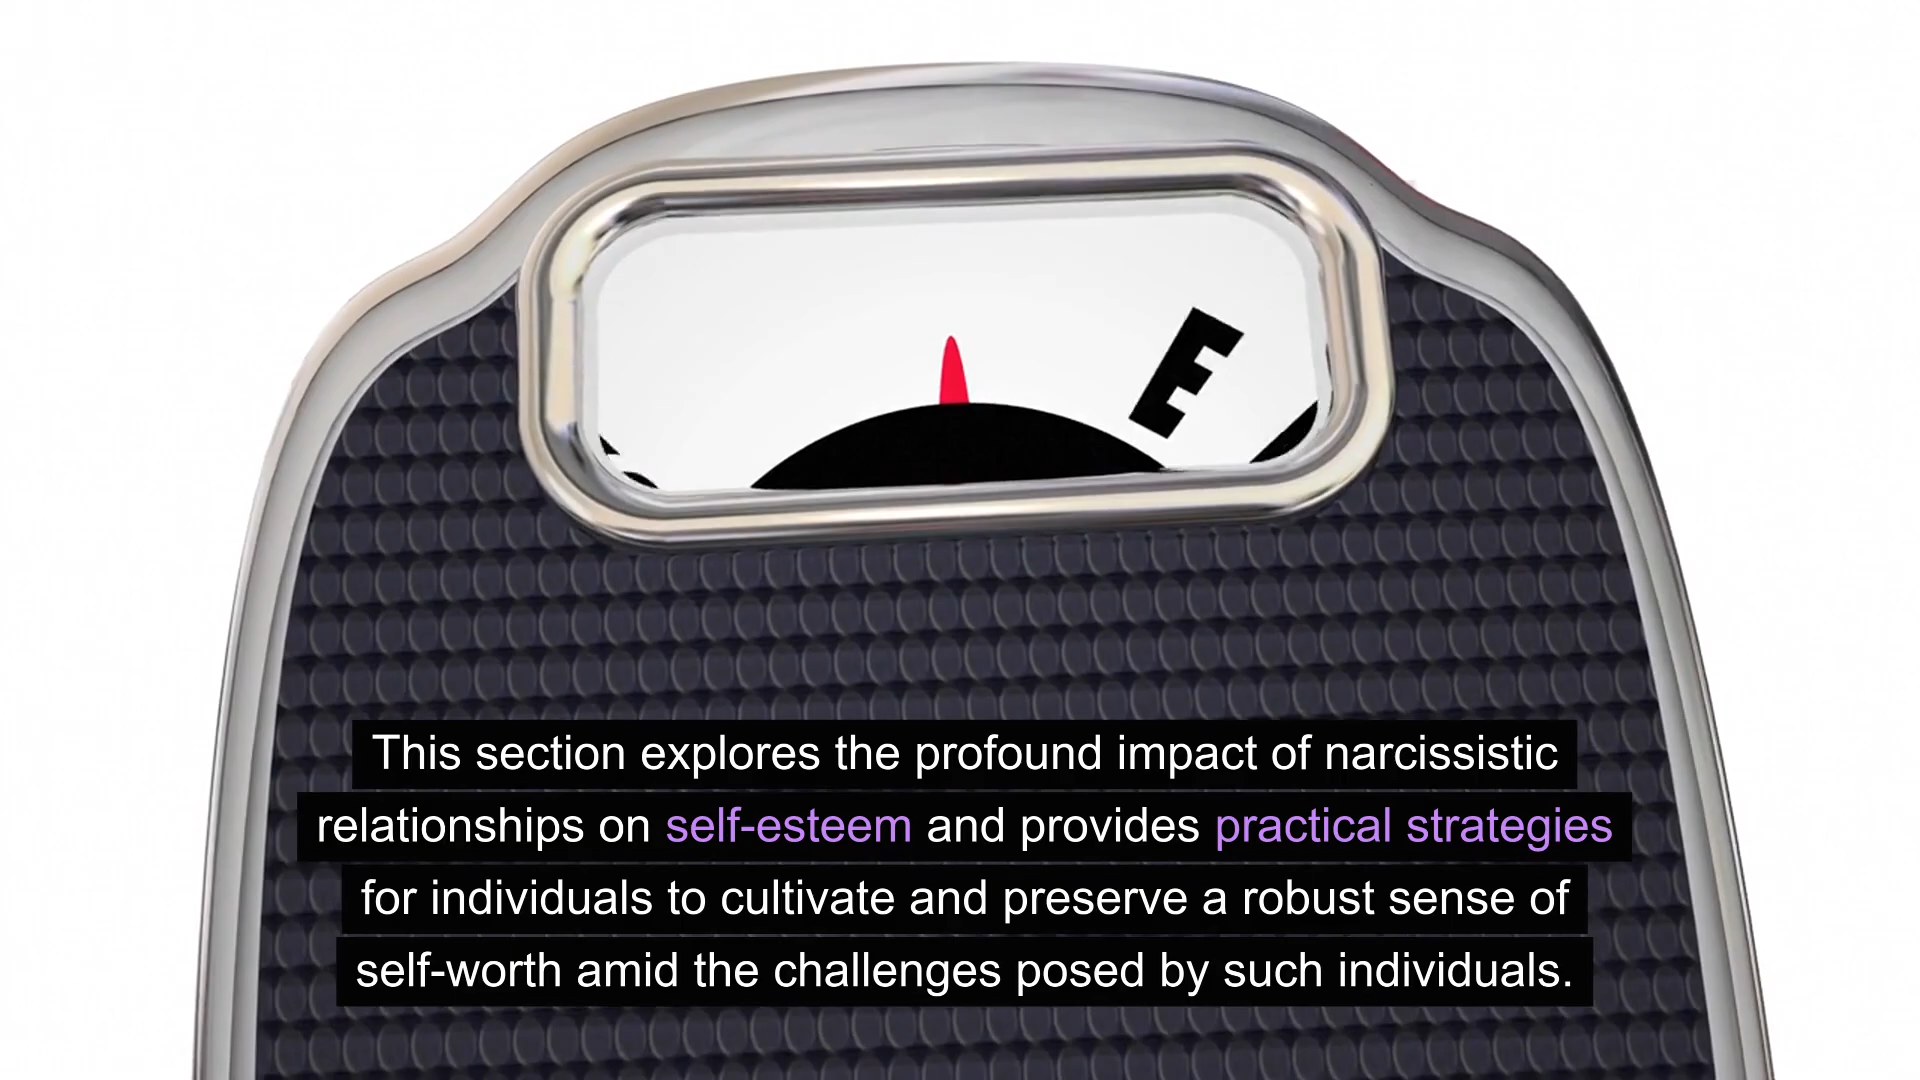 E
This section explores the profound impact of narcissistic
relationships on self-esteem and provides practical strategies
for individuals to cultivate and preserve a robust sense of
self-worth amid the challenges posed by such individuals.